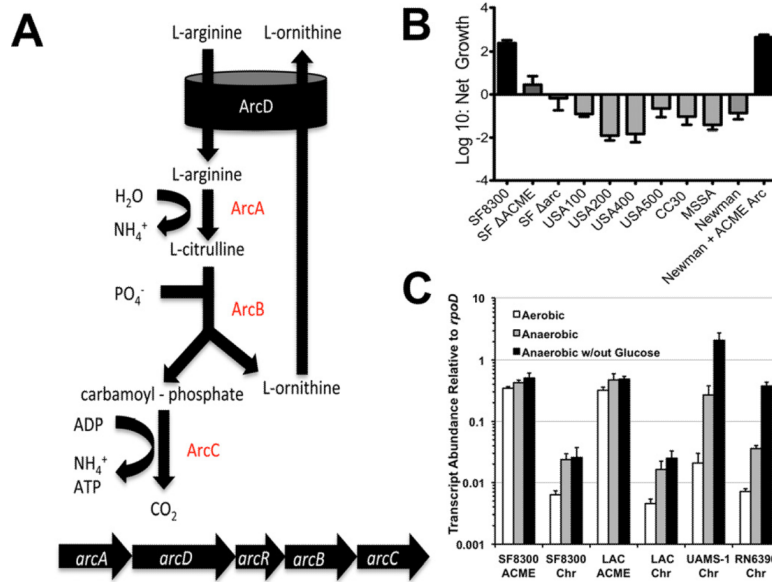 A
L-arginine L-ornithine
ArcD
L-arginine
H₂O
ArcA
NH₄⁺
L-citrulline
PO₄⁻
ArcB
carbamoyl - phosphate
L-ornithine
ADP
ArcC
NH₄⁺
ATP
CO₂
arcA arcD arcR arcB arcC
B
Log 10: Net Growth
4
2
0
-2
-4
SF8300
SF ΔACME
SF Δarc
USA100
USA200
USA400
USA500
CC30
MSSA
Newman
Newman + ACME Arc
C
Transcript Abundance Relative to rpoD
10
1
0.1
0.01
0.001
Aerobic
Anaerobic
Anaerobic w/out Glucose
SF8300 SF8300 LAC LAC UAMS-1 RN6390
ACME Chr ACME Chr Chr Chr